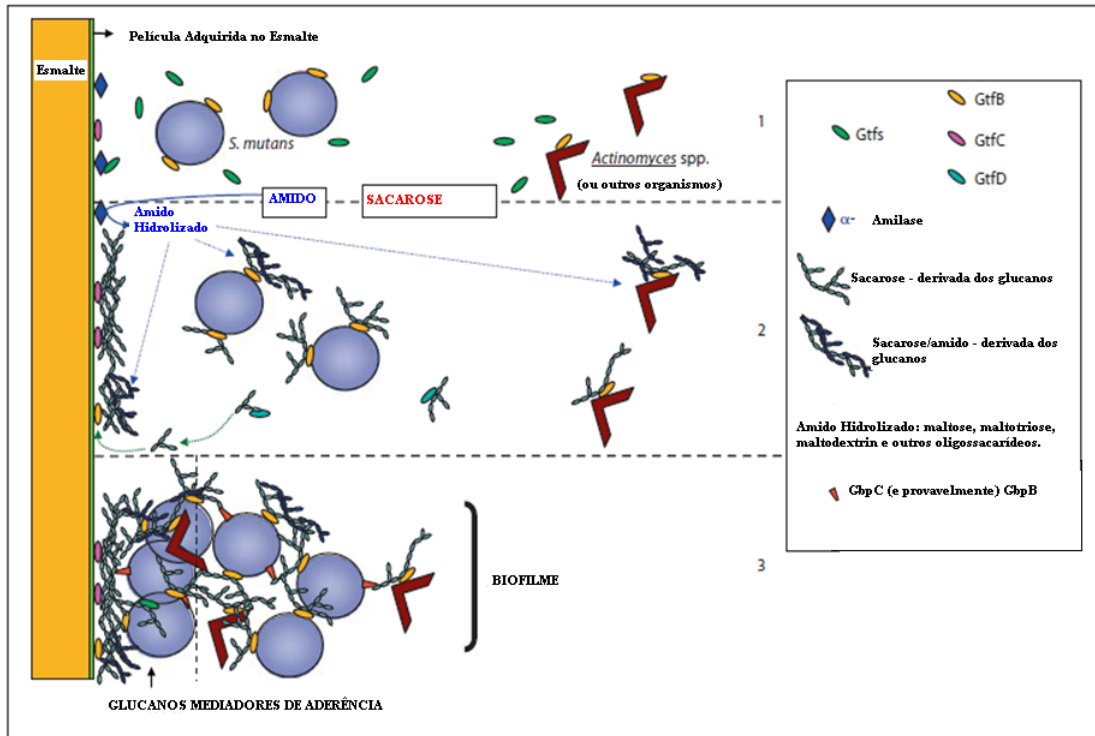 Película Adquirida no Esmalte
Esmalte
S. mutans
Actinomyces spp.
(ou outros organismos)
1
AMIDO
SACAROSE
Amido
Hidrolizado
2
3
BIOFILME
GLUCANOS MEDIADORES DE ADERÊNCIA
Gtfs
GtfB
GtfC
GtfD
α- Amilase
Sacarose - derivada dos glucanos
Sacarose/amido - derivada dos
glucanos
Amido Hidrolizado: maltose, maltotriose,
maltodextrin e outros oligossacarídeos.
GbpC (e provavelmente) GbpB